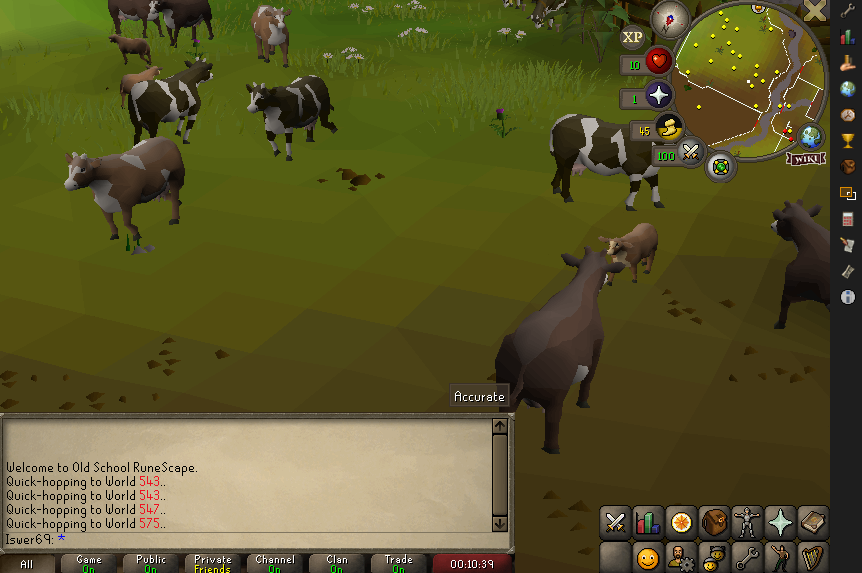 XP
10
1
45
100
WIKI
Accurate
Welcome to Old School RuneScape.
Quick-hopping to World 543..
Quick-hopping to World 543..
Quick-hopping to World 547..
Quick-hopping to World 575..
Iswer69: *
All
Game
On
Public
On
Private
Friends
Channel
On
Clan
On
Trade
On
00:10:39